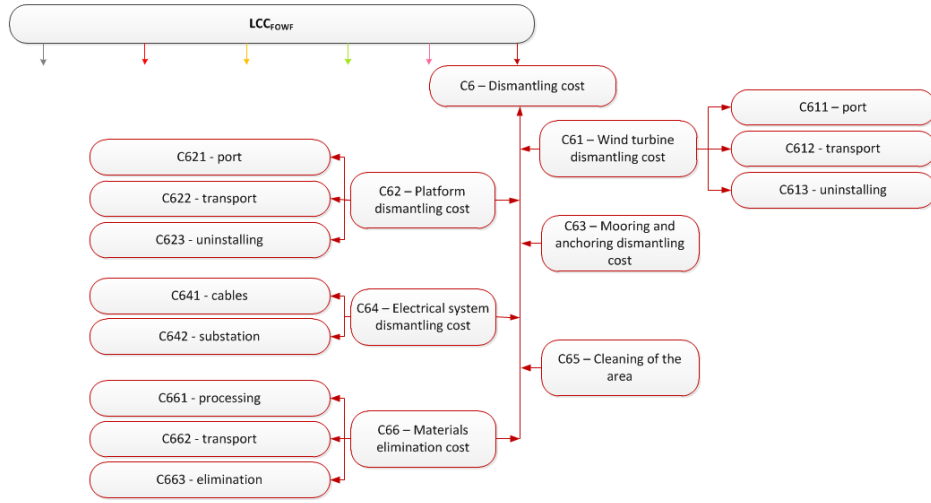 LCC_FOWF
C6 – Dismantling cost
C61 – Wind turbine
dismantling cost
C611 – port
C612 – transport
C613 - uninstalling
C621 - port
C622 - transport
C623 - uninstalling
C62 – Platform
dismantling cost
C63 – Mooring and
anchoring dismantling
cost
C641 - cables
C642 - substation
C64 – Electrical system
dismantling cost
C65 – Cleaning of the
area
C661 - processing
C662 - transport
C663 - elimination
C66 – Materials
elimination cost